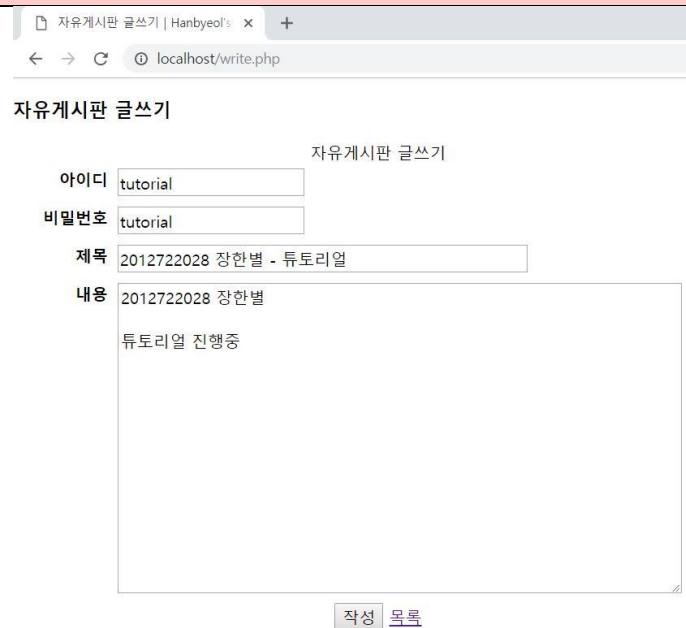 자유게시판 글쓰기 | Hanbyeol's
localhost/write.php
자유게시판 글쓰기
자유게시판 글쓰기
아이디 tutorial
비밀번호 tutorial
제목 2012722028 장한별 - 튜토리얼
내용 2012722028 장한별
튜토리얼 진행중
작성 목록